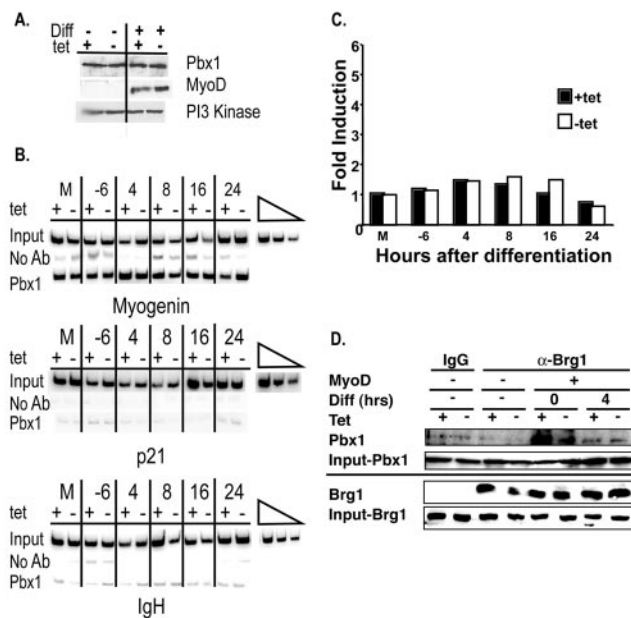 A.
Diff - - + +
tet + - + -
Pbx1
MyoD
PI3 Kinase
B.
M -6 4 8 16 24
tet + - + - + - + - + - + -
Input
No Ab
Pbx1
Myogenin
M -6 4 8 16 24
tet + - + - + - + - + - + -
Input
No Ab
Pbx1
p21
M -6 4 8 16 24
tet + - + - + - + - + - + -
Input
No Ab
Pbx1
IgH
C.
Fold Induction
6
4
2
1
0
+tet
-tet
M -6 4 8 16 24
Hours after differentiation
D.
IgG α-Brg1
MyoD - - +
Diff (hrs) - - 0 4
Tet + - + - + - + -
Pbx1
Input-Pbx1
Brg1
Input-Brg1